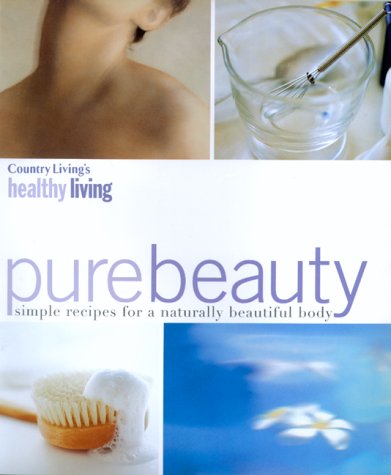 Country Living's
healthy living
purebeauty
simple recipes for a naturally beautiful body